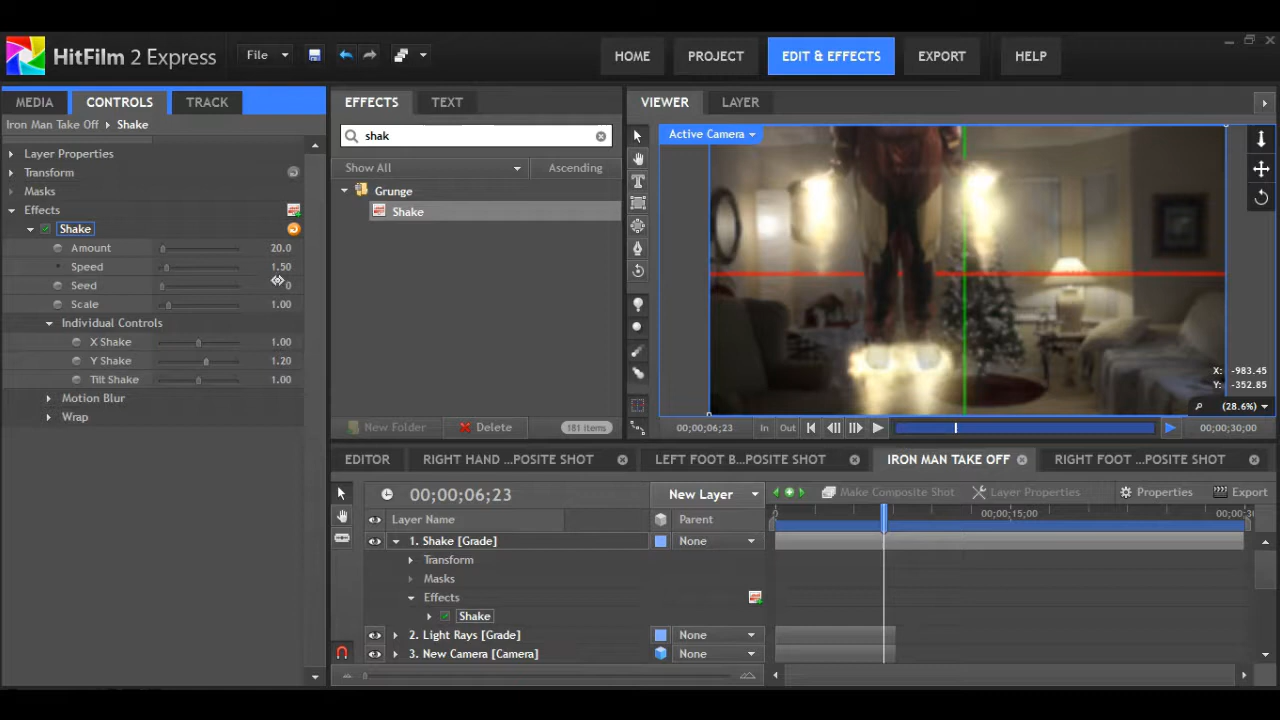 HitFilm 2 Express
File
HOME
PROJECT
EDIT & EFFECTS
EXPORT
HELP
MEDIA
CONTROLS
TRACK
Iron Man Take Off
Shake
Layer Properties
Transform
Masks
Effects
Shake
Amount 20.0
Speed 1.50
Seed 0
Scale 1.00
Individual Controls
X Shake 1.00
Y Shake 1.20
Tilt Shake 1.00
Motion Blur
Wrap
EFFECTS
TEXT
shak
Show All
Ascending
Grunge
Shake
New Folder
Delete
181 items
VIEWER
LAYER
Active Camera
X: -983.45
Y: -352.85
(28.6%)
00;00;06;23
In
Out
00;00;30;00
EDITOR
RIGHT HAND ...POSITE SHOT
LEFT FOOT B...POSITE SHOT
IRON MAN TAKE OFF
RIGHT FOOT ...POSITE SHOT
00;00;06;23
New Layer
Make Composite Shot
Layer Properties
Properties
Export
Layer Name
Parent
0
00;00;15;00
1. Shake [Grade] None
Transform
Masks
Effects
Shake
2. Light Rays [Grade] None
3. New Camera [Camera] None